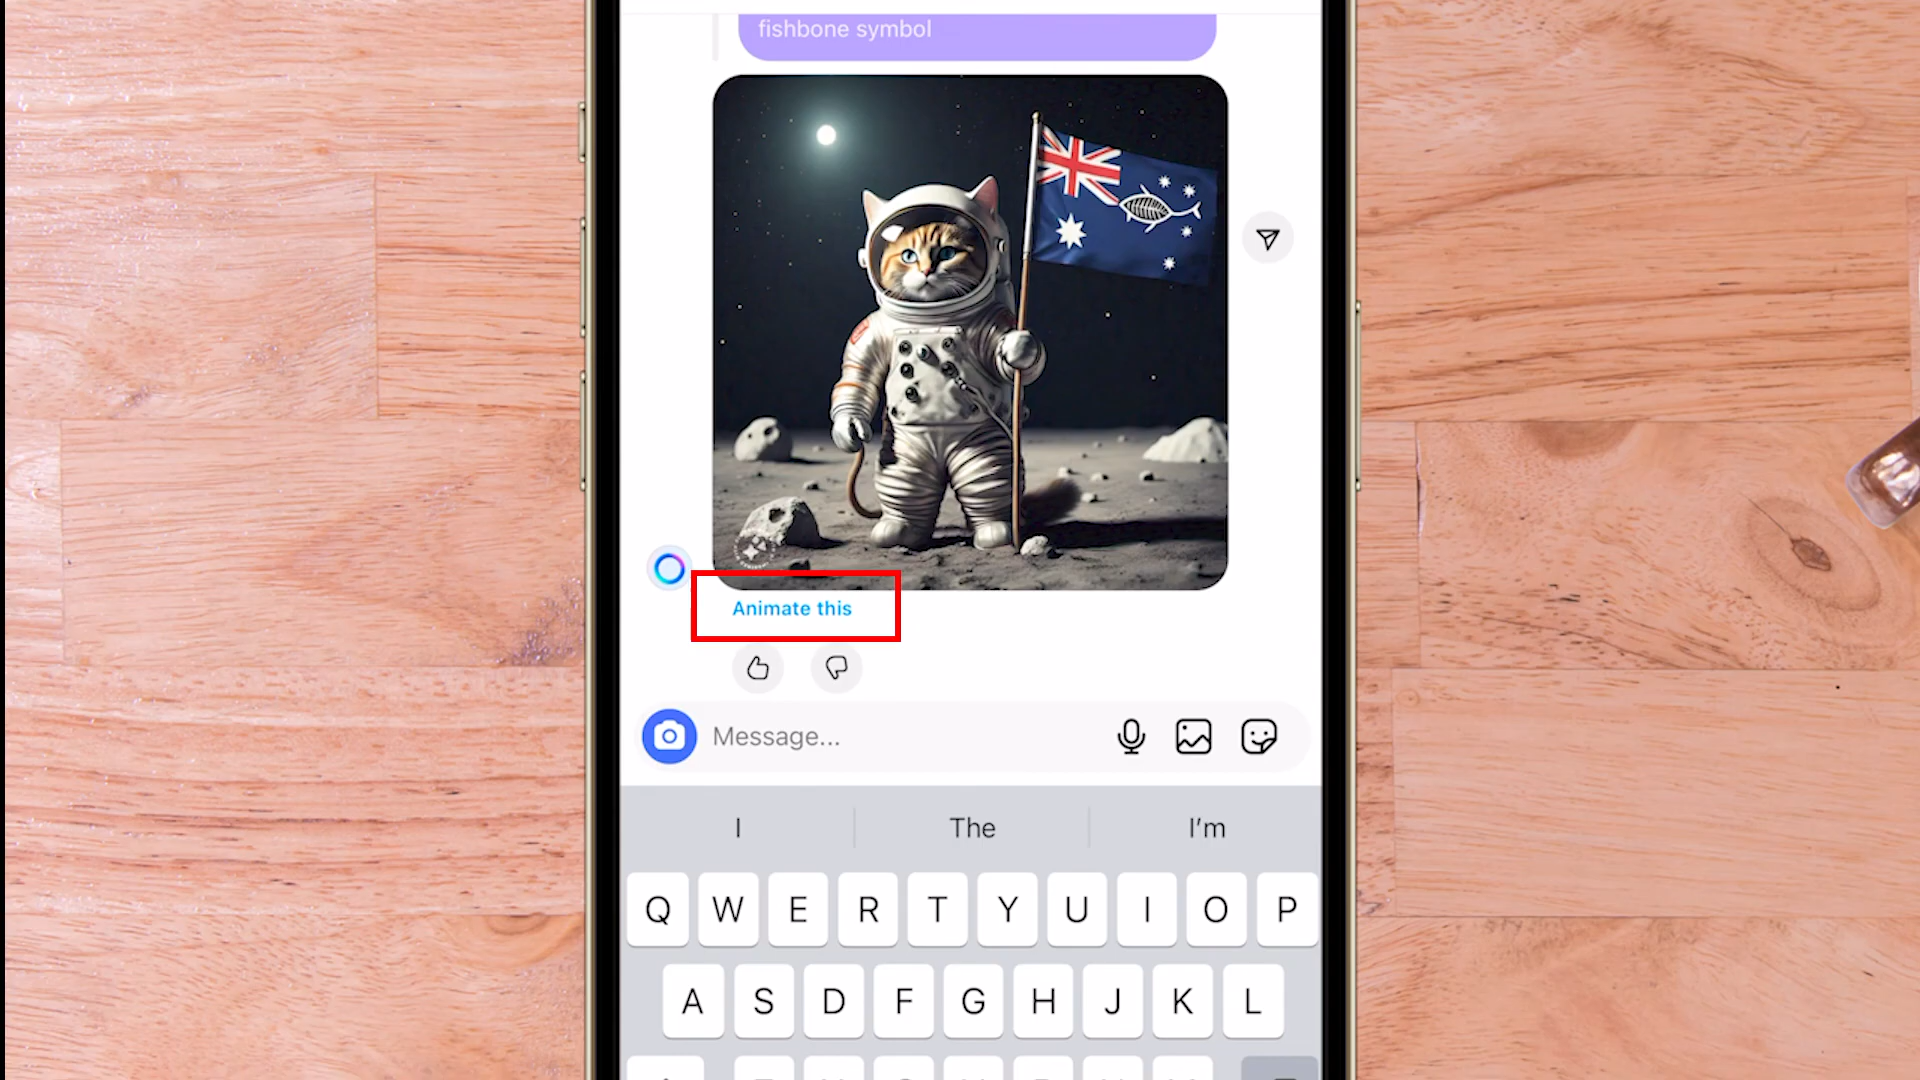 fishbone symbol
Animate this
Message...
I The I'm
Q W E R T Y U I O P
A S D F G H J K L